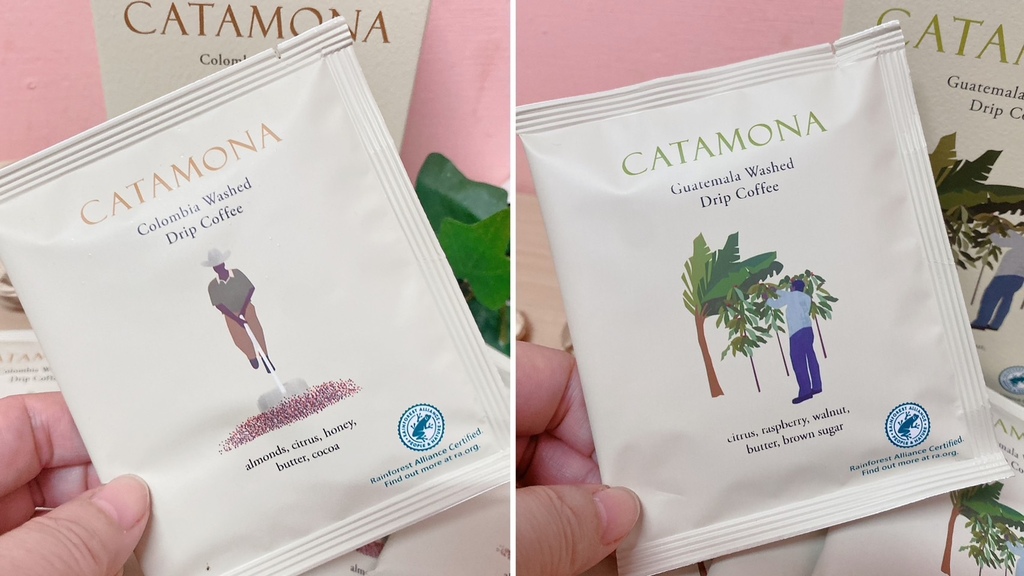 CATAMONA
CATAMONA
Colombia Washed
Drip Coffee
almonds, citrus, honey,
butter, cocoa
Rainforest Alliance Certified
Find out more at ra.org
Drip Coffee
Guatemala
Drip
CATAMONA
Guatemala Washed
Drip Coffee
citrus, raspberry, walnut,
butter, brown sugar
Rainforest Alliance Certified
Find out more at ra.org